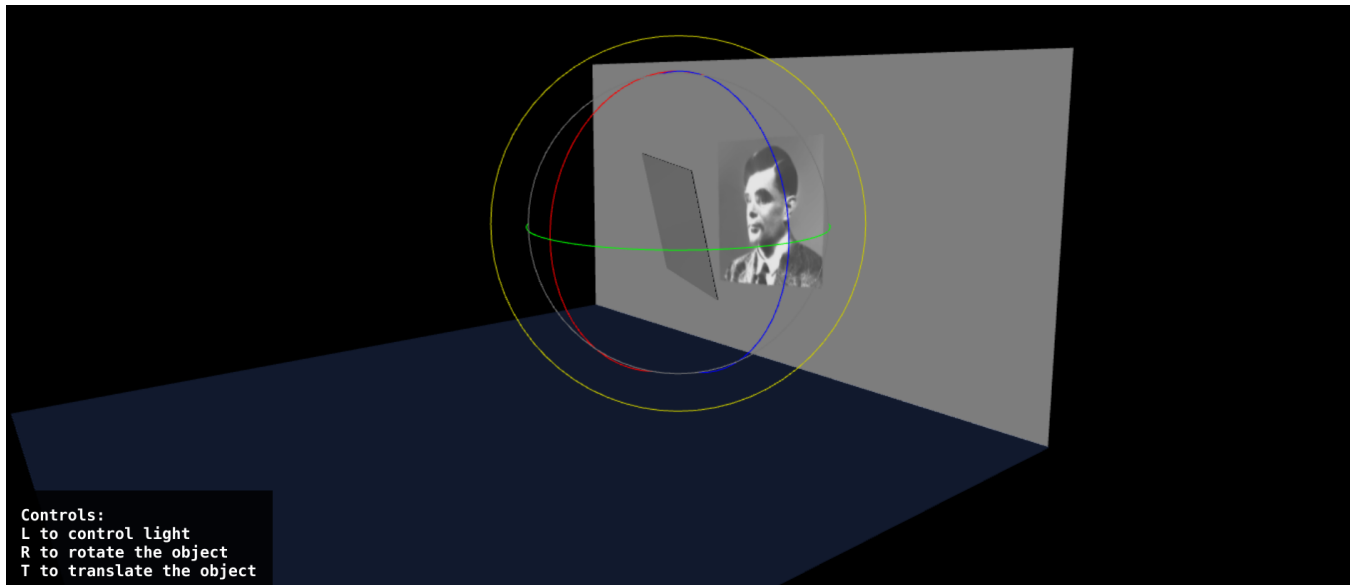 Controls:
L to control light
R to rotate the object
T to translate the object